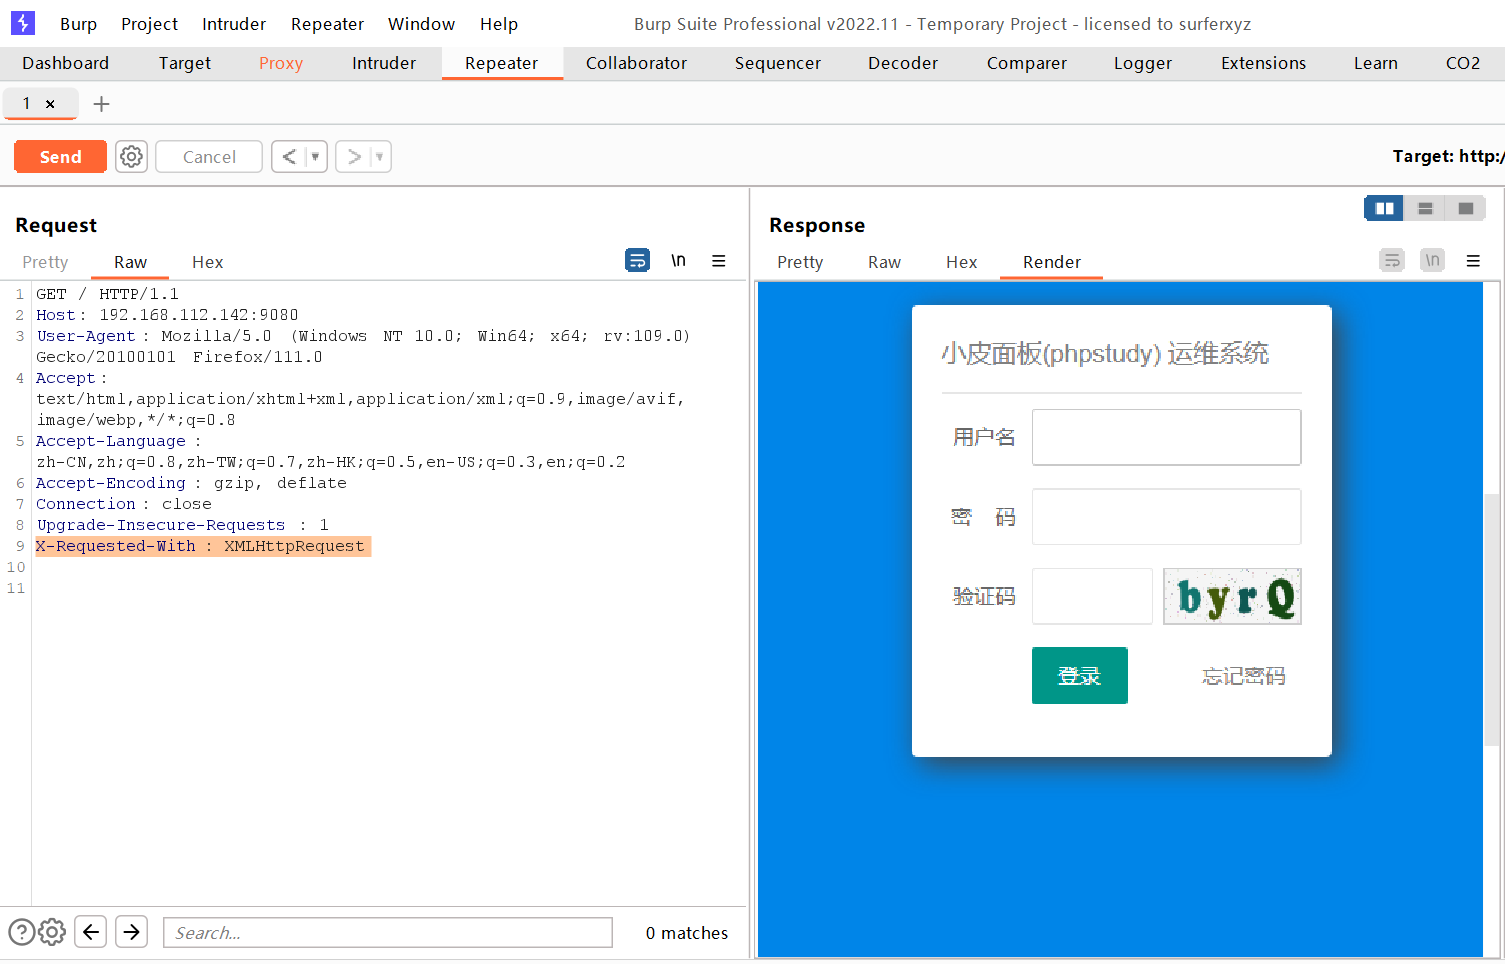 Burp Project Intruder Repeater Window Help Burp Suite Professional v2022.11 - Temporary Project - licensed to surferxyz
Dashboard Target Proxy Intruder Repeater Collaborator Sequencer Decoder Comparer Logger Extensions Learn CO2
1 × +
Send Cancel < > Target: http:/
Request
Pretty Raw Hex \n
1 GET / HTTP/1.1
2 Host: 192.168.112.142:9080
3 User-Agent: Mozilla/5.0 (Windows NT 10.0; Win64; x64; rv:109.0)
Gecko/20100101 Firefox/111.0
4 Accept:
text/html,application/xhtml+xml,application/xml;q=0.9,image/avif,
image/webp,*/*;q=0.8
5 Accept-Language:
zh-CN,zh;q=0.8,zh-TW;q=0.7,zh-HK;q=0.5,en-US;q=0.3,en;q=0.2
6 Accept-Encoding: gzip, deflate
7 Connection: close
8 Upgrade-Insecure-Requests: 1
9 X-Requested-With: XMLHttpRequest
10
11
? Search... 0 matches
Response
Pretty Raw Hex Render \n
小皮面板(phpstudy) 运维系统
用户名
密 码
验证码 byrQ
登录 忘记密码